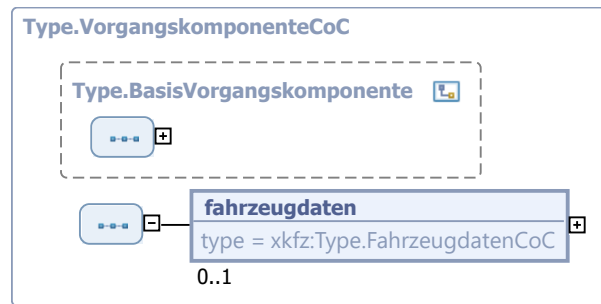 Type.VorgangskomponenteCoC
Type.BasisVorgangskomponente
fahrzeugdaten
type = xkfz:Type.FahrzeugdatenCoC
0..1